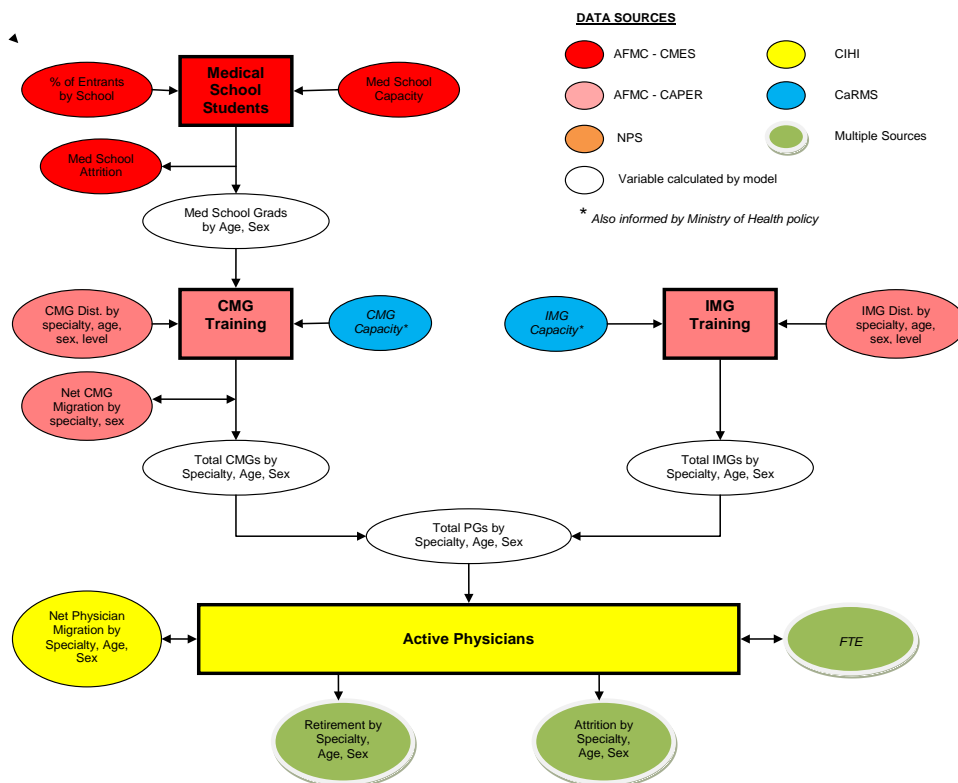 DATA SOURCES
AFMC - CMES
CIHI
AFMC - CAPER
CaRMS
NPS
Multiple Sources
Variable calculated by model
* Also informed by Ministry of Health policy
% of Entrants
by School
Medical
School
Students
Med School
Capacity
Med School
Attrition
Med School Grads
by Age, Sex
CMG Dist. by
specialty, age,
sex, level
CMG
Training
CMG
Capacity*
IMG
Capacity*
IMG
Training
IMG Dist. by
specialty, age,
sex, level
Net CMG
Migration by
specialty, sex
Total CMGs by
Specialty, Age, Sex
Total IMGs by
Specialty, Age, Sex
Total PGs by
Specialty, Age, Sex
Net Physician
Migration by
Specialty, Age,
Sex
Active Physicians
FTE
Retirement by
Specialty,
Age, Sex
Attrition by
Specialty,
Age, Sex